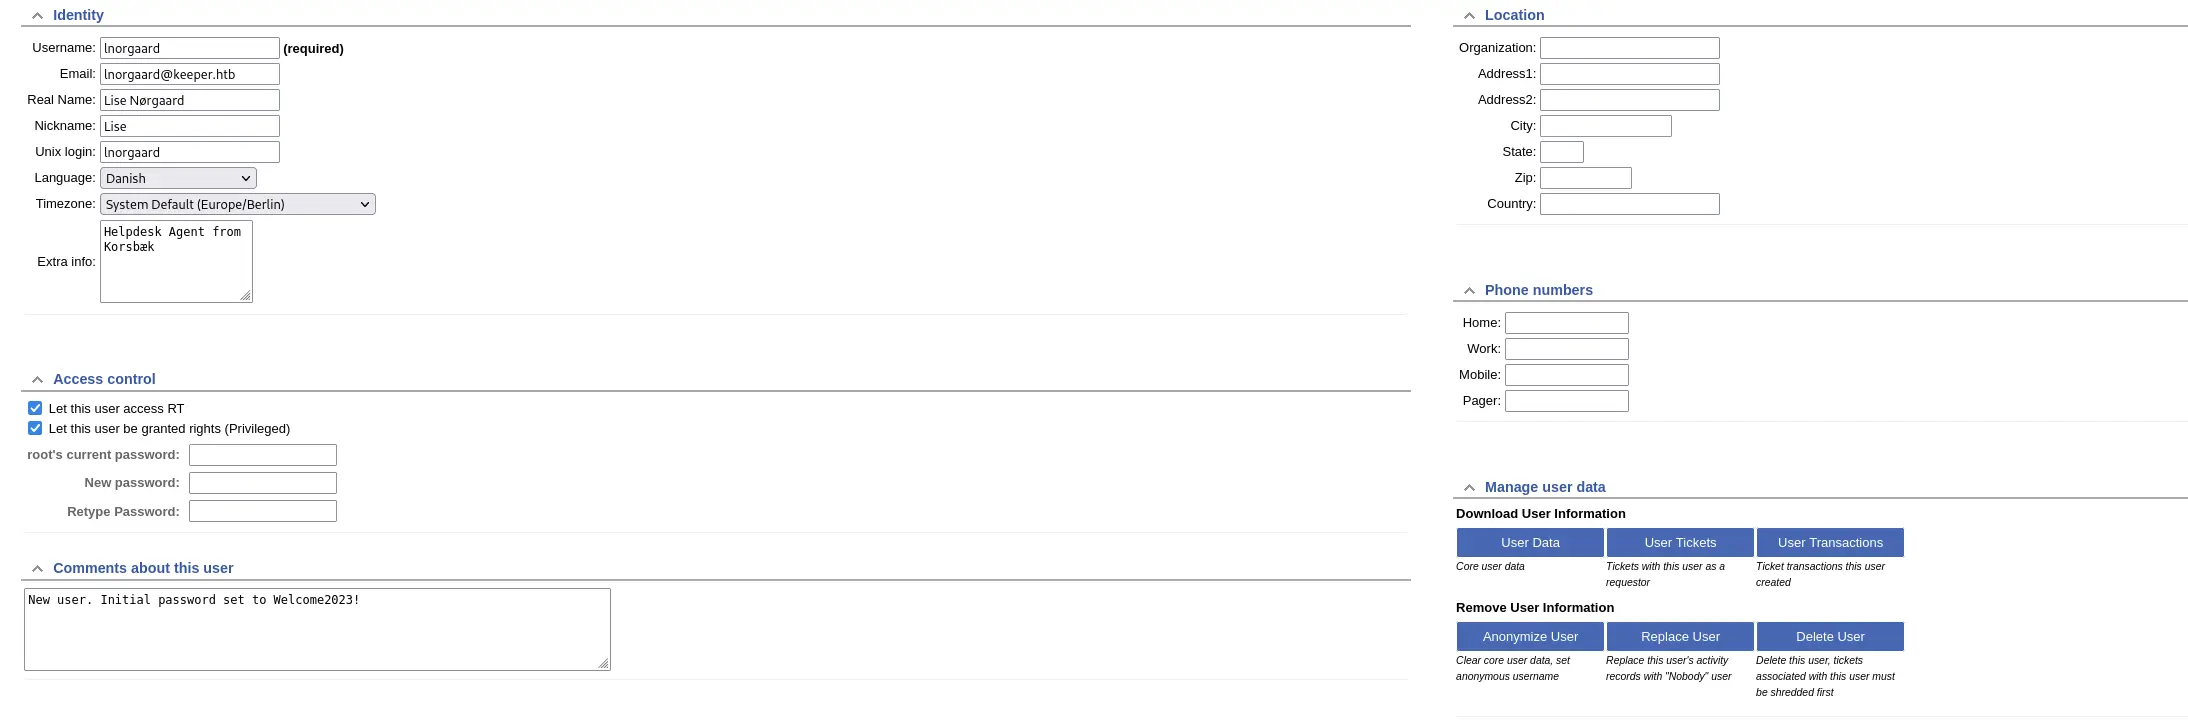 Identity
Username: lnorgaard (required)
Email: lnorgaard@keeper.htb
Real Name: Lise Nørgaard
Nickname: Lise
Unix login: lnorgaard
Language: Danish
Timezone: System Default (Europe/Berlin)
Extra info: Helpdesk Agent from
Korsbæk
Access control
Let this user access RT
Let this user be granted rights (Privileged)
root's current password:
New password:
Retype Password:
Comments about this user
New user. Initial password set to Welcome2023!
Location
Organization:
Address1:
Address2:
City:
State:
Zip:
Country:
Phone numbers
Home:
Work:
Mobile:
Pager:
Manage user data
Download User Information
User Data User Tickets User Transactions
Core user data Tickets with this user as a Ticket transactions this user
requestor created
Remove User Information
Anonymize User Replace User Delete User
Clear core user data, set Replace this user's activity Delete this user, tickets
anonymous username records with "Nobody" user associated with this user must
be shredded first